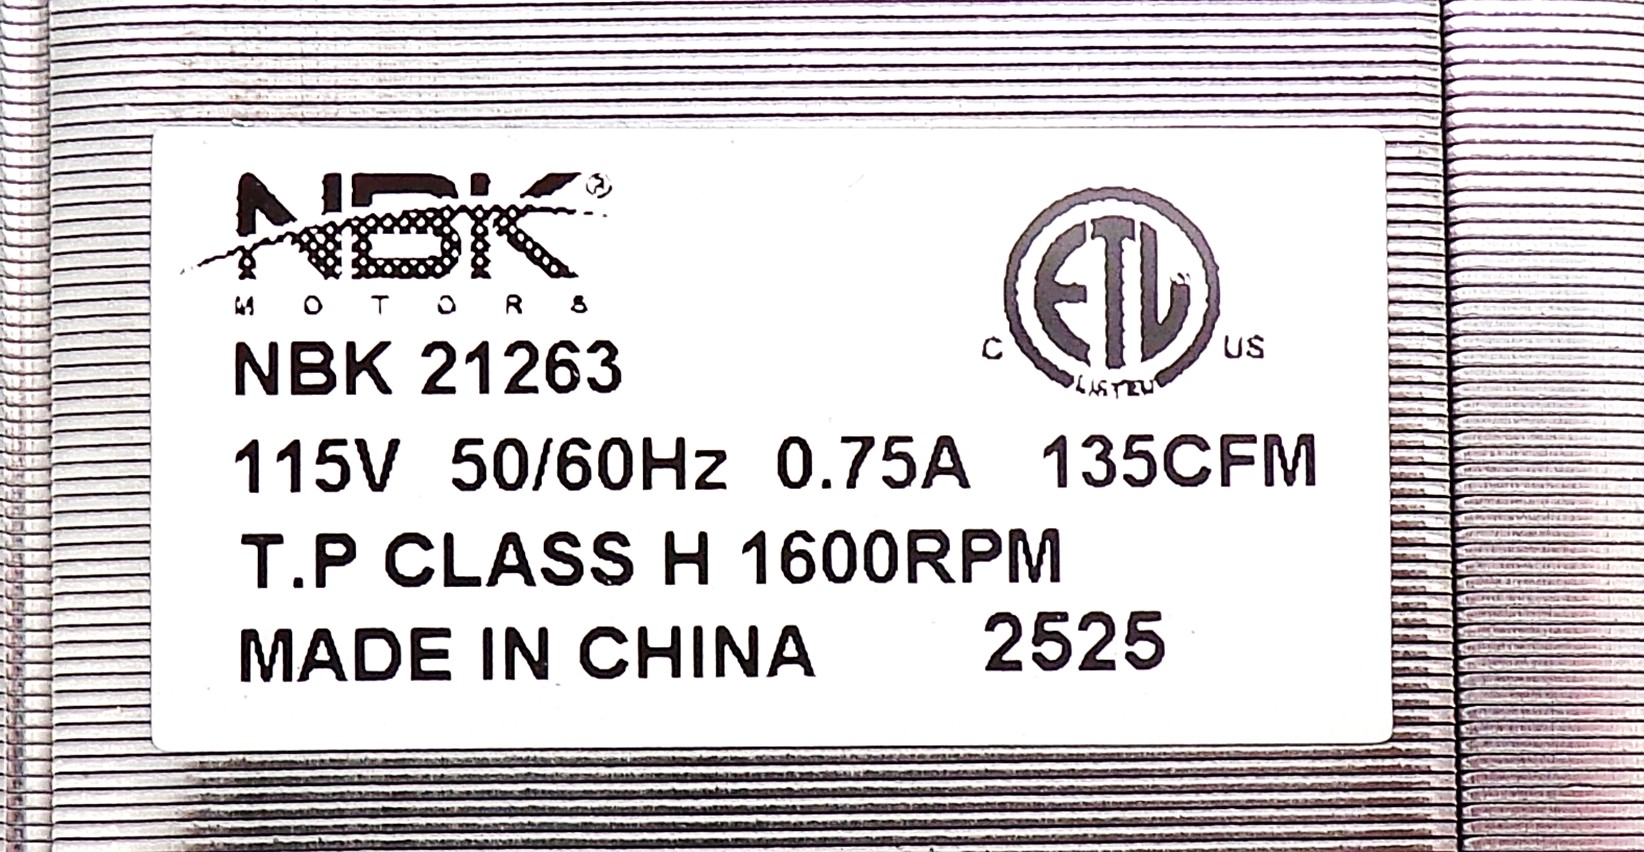 NBK®
MOTORS
NBK 21263
ETL
C US
LISTED
115V 50/60Hz 0.75A 135CFM
T.P CLASS H 1600RPM
MADE IN CHINA 2525